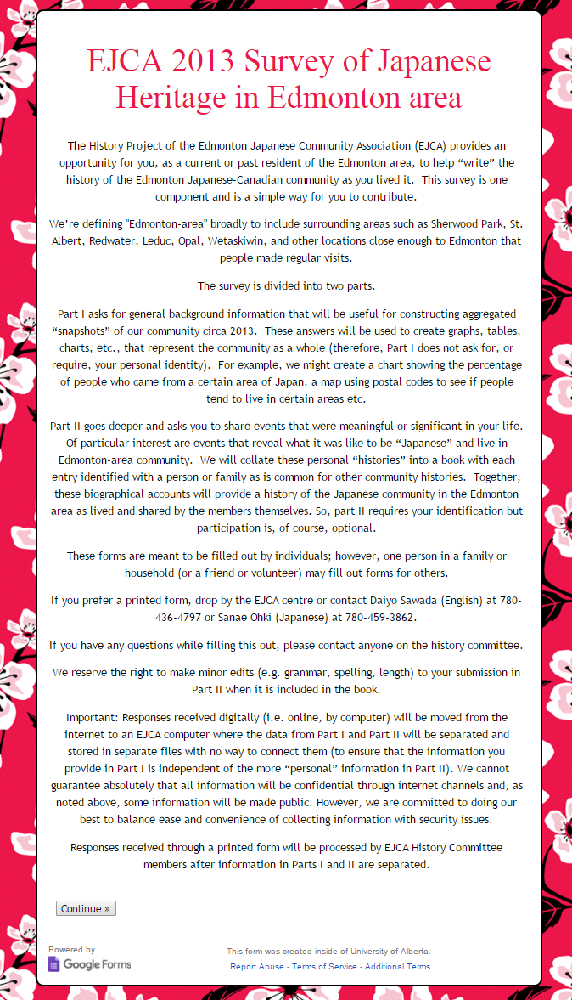 EJCA 2013 Survey of Japanese
Heritage in Edmonton area
The History Project of the Edmonton Japanese Community Association (EJCA) provides an
opportunity for you, as a current or past resident of the Edmonton area, to help “write” the
history of the Edmonton Japanese-Canadian community as you lived it.  This survey is one
component and is a simple way for you to contribute.
We’re defining "Edmonton-area" broadly to include surrounding areas such as Sherwood Park, St.
Albert, Redwater, Leduc, Opal, Wetaskiwin, and other locations close enough to Edmonton that
people made regular visits.
The survey is divided into two parts.
Part I asks for general background information that will be useful for constructing aggregated
“snapshots” of our community circa 2013.  These answers will be used to create graphs, tables,
charts, etc., that represent the community as a whole (therefore, Part I does not ask for, or
require, your personal identity).  For example, we might create a chart showing the percentage
of people who came from a certain area of Japan, a map using postal codes to see if people
tend to live in certain areas etc.
Part II goes deeper and asks you to share events that were meaningful or significant in your life.
Of particular interest are events that reveal what it was like to be “Japanese” and live in
Edmonton-area community.  We will collate these personal “histories” into a book with each
entry identified with a person or family as is common for other community histories.  Together,
these biographical accounts will provide a history of the Japanese community in the Edmonton
area as lived and shared by the members themselves. So, part II requires your identification but
participation is, of course, optional.
These forms are meant to be filled out by individuals; however, one person in a family or
household (or a friend or volunteer) may fill out forms for others.
If you prefer a printed form, drop by the EJCA centre or contact Daiyo Sawada (English) at 780-
436-4797 or Sanae Ohki (Japanese) at 780-459-3862.
If you have any questions while filling this out, please contact anyone on the history committee.
We reserve the right to make minor edits (e.g. grammar, spelling, length) to your submission in
Part II when it is included in the book.
Important: Responses received digitally (i.e. online, by computer) will be moved from the
internet to an EJCA computer where the data from Part I and Part II will be separated and
stored in separate files with no way to connect them (to ensure that the information you
provide in Part I is independent of the more “personal” information in Part II). We cannot
guarantee absolutely that all information will be confidential through internet channels and, as
noted above, some information will be made public. However, we are committed to doing our
best to balance ease and convenience of collecting information with security issues.
Responses received through a printed form will be processed by EJCA History Committee
members after information in Parts I and II are separated.
Continue »
Powered by
Google Forms
This form was created inside of University of Alberta.
Report Abuse - Terms of Service - Additional Terms